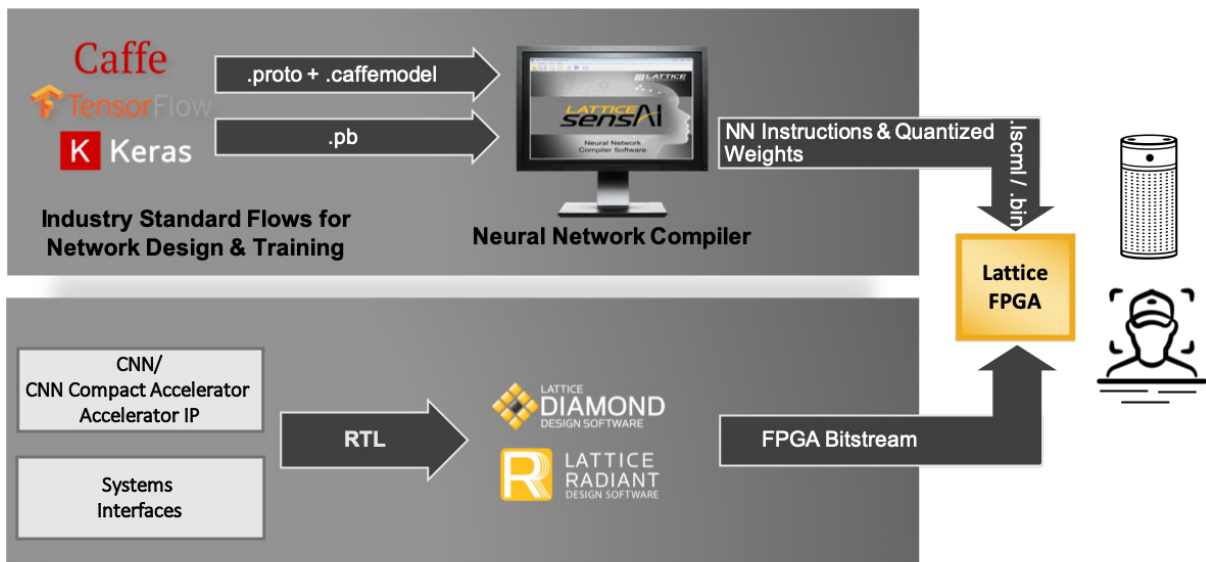 Caffe
TensorFlow
K Keras
.proto + .caffemodel
.pb
LATTICE
LATTICE
sensAI
Neural Network
Compiler Software
Industry Standard Flows for
Network Design & Training
Neural Network Compiler
NN Instructions & Quantized
Weights
.lscml / .bin
Lattice
FPGA
CNN/
CNN Compact Accelerator
Accelerator IP
Systems
Interfaces
RTL
LATTICE
DIAMOND
DESIGN SOFTWARE
R
LATTICE
RADIANT
DESIGN SOFTWARE
FPGA Bitstream